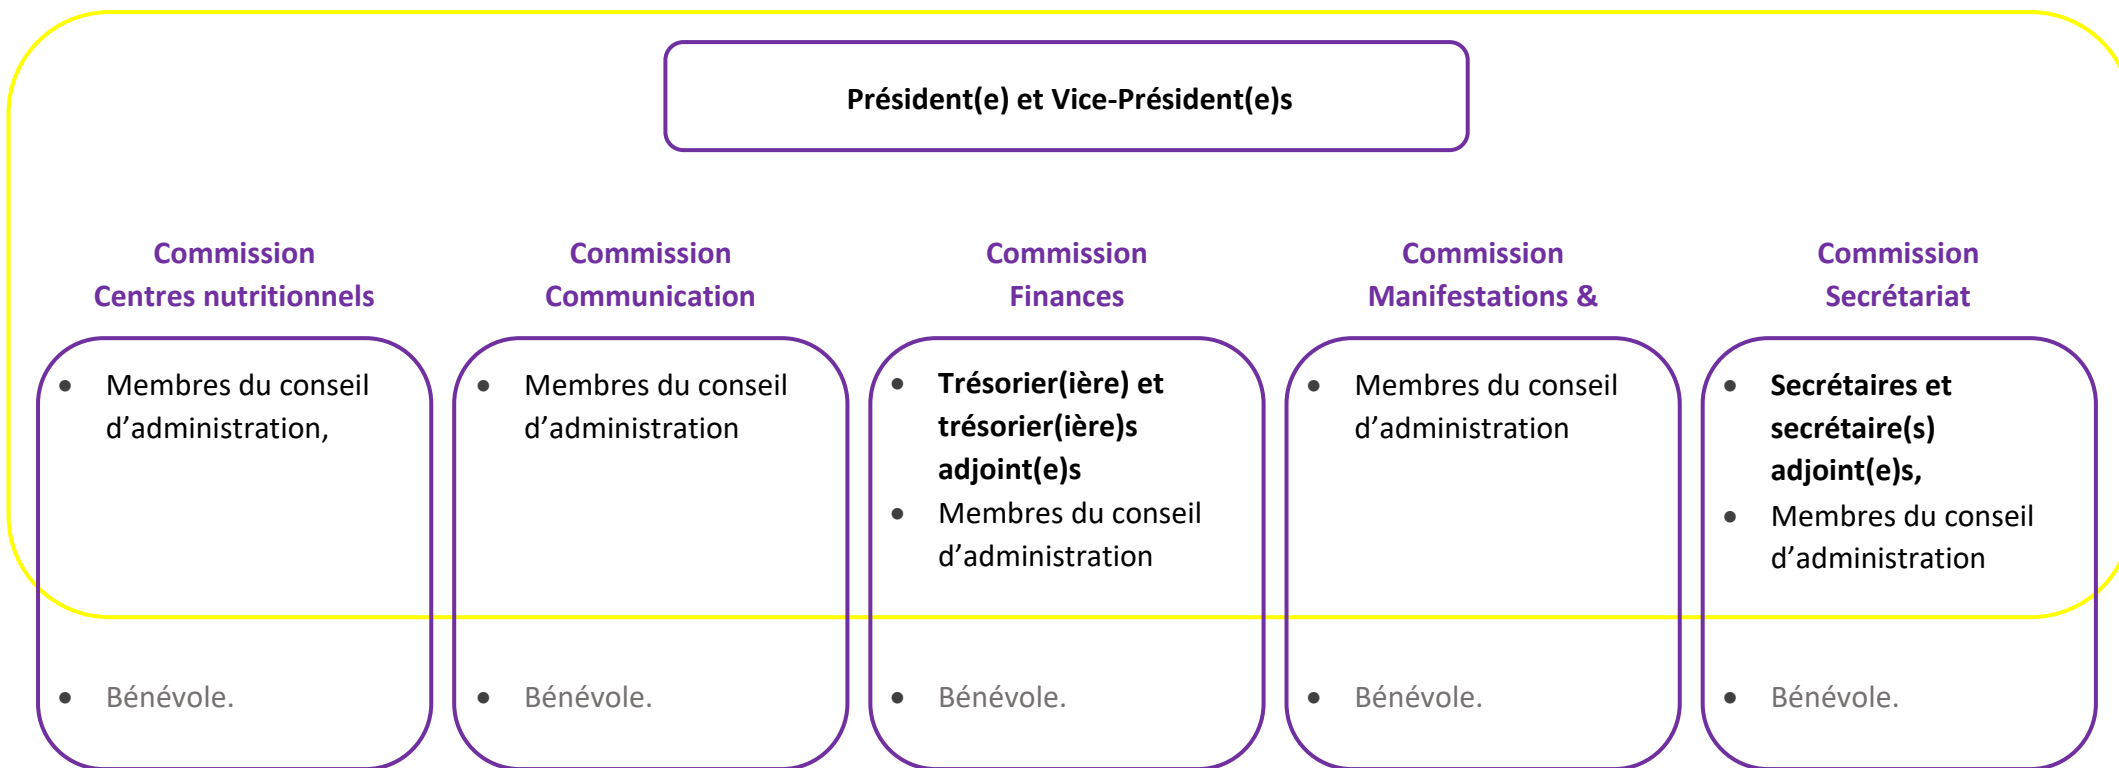 Président(e) et Vice-Président(e)s
Commission
Centres nutritionnels
Commission
Communication
Commission
Finances
Commission
Manifestations &
Commission
Secrétariat
• Membres du conseil
d’administration,
• Bénévole.
• Membres du conseil
d’administration
• Bénévole.
• Trésorier(ière) et
trésorier(ière)s
adjoint(e)s
• Membres du conseil
d’administration
• Bénévole.
• Membres du conseil
d’administration
• Bénévole.
• Secrétaires et
secrétaire(s)
adjoint(e)s,
• Membres du conseil
d’administration
• Bénévole.